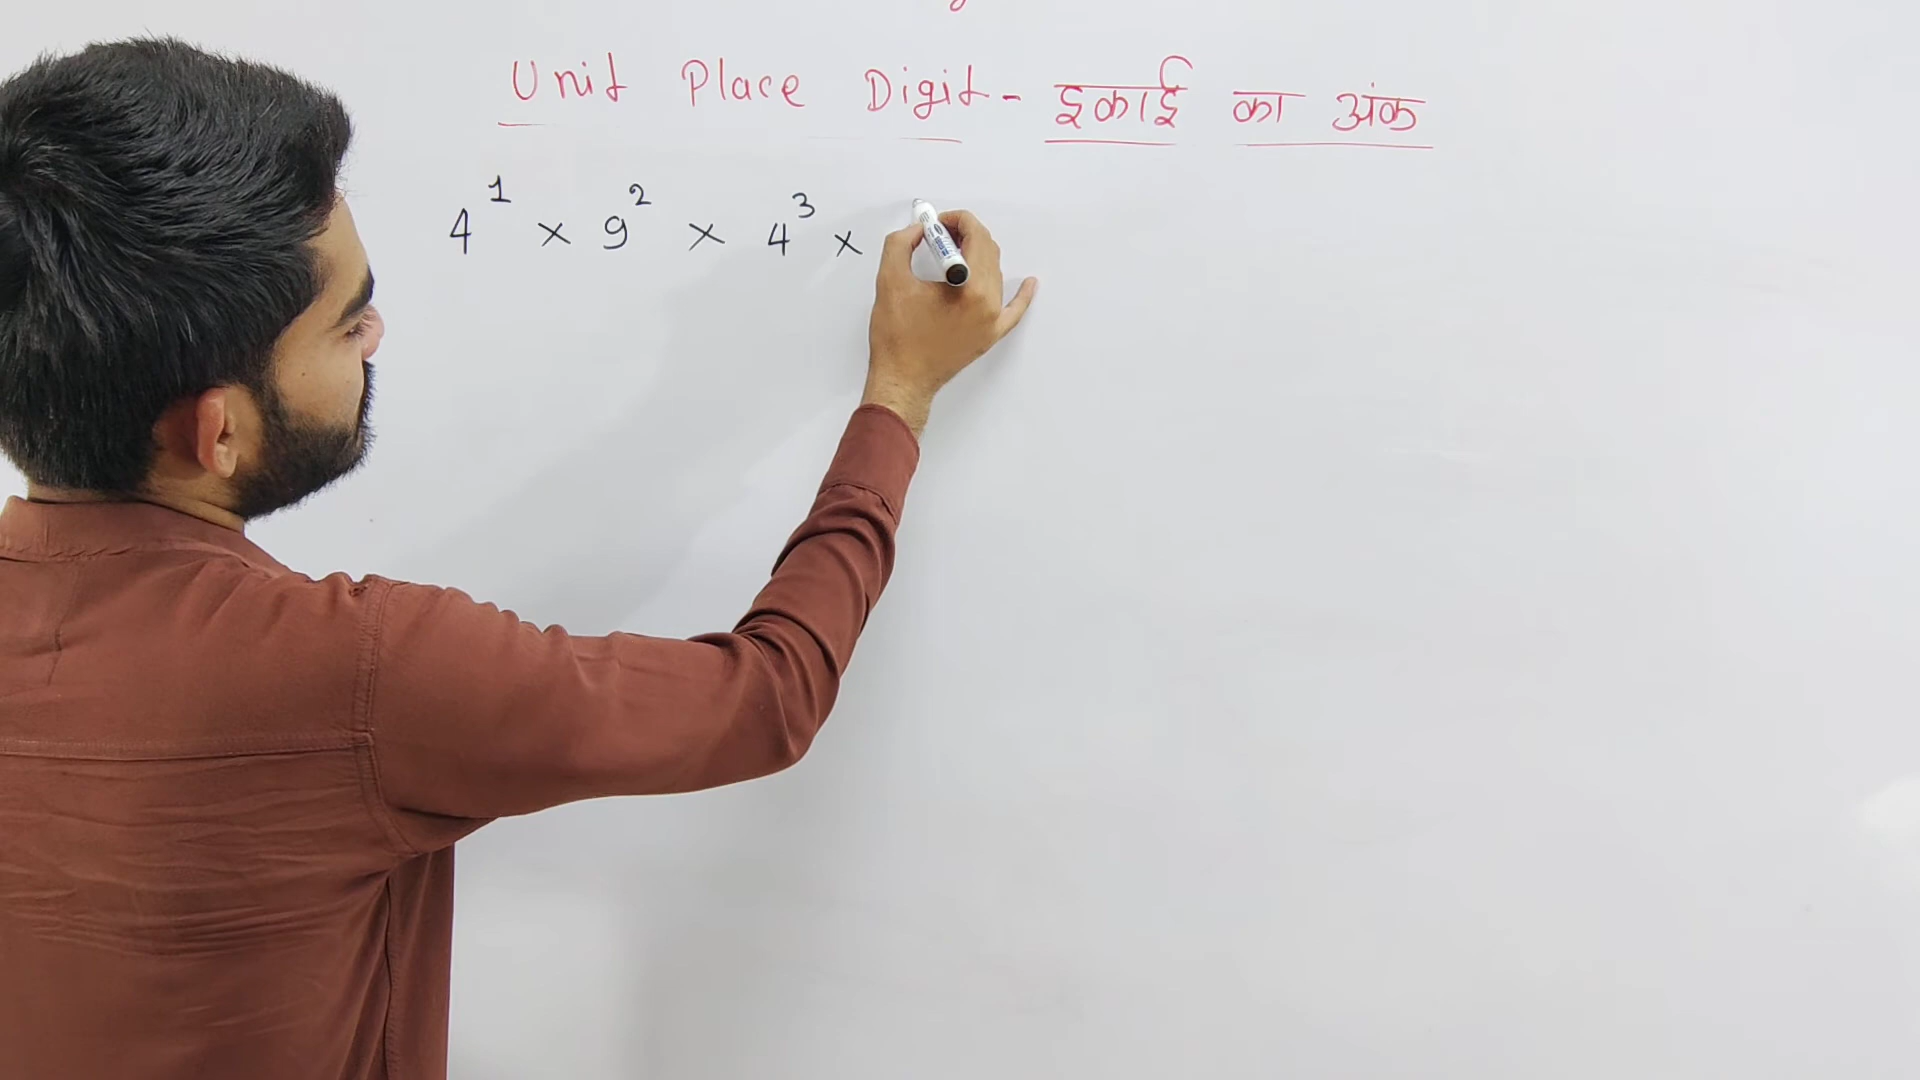 Unit Place Digit - इकाई का अंक
4¹ × 9² × 4³ ×